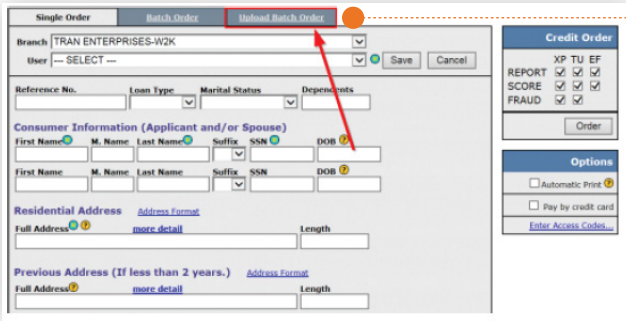 Single Order Batch Order Upload Batch Order
Branch TRAN ENTERPRISES-W2K
User --- SELECT --- Save Cancel
Reference No. Loan Type Marital Status Dependents
Consumer Information (Applicant and/or Spouse)
First Name M. Name Last Name Suffix SSN DOB ?
First Name M. Name Last Name Suffix SSN DOB ?
Residential Address Address Format
Full Address ? more detail Length
Previous Address (If less than 2 years.) Address Format
Full Address ? more detail Length
Credit Order
XP TU EF
REPORT
SCORE
FRAUD
Order
Options
Automatic Print ?
Pay by credit card
Enter Access Codes...